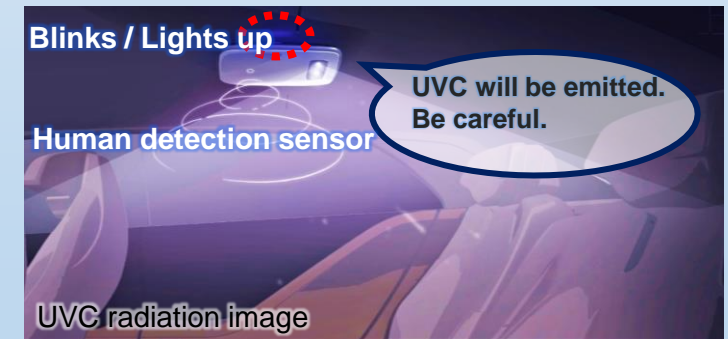 Blinks / Lights up
UVC will be emitted.
Be careful.
Human detection sensor
UVC radiation image